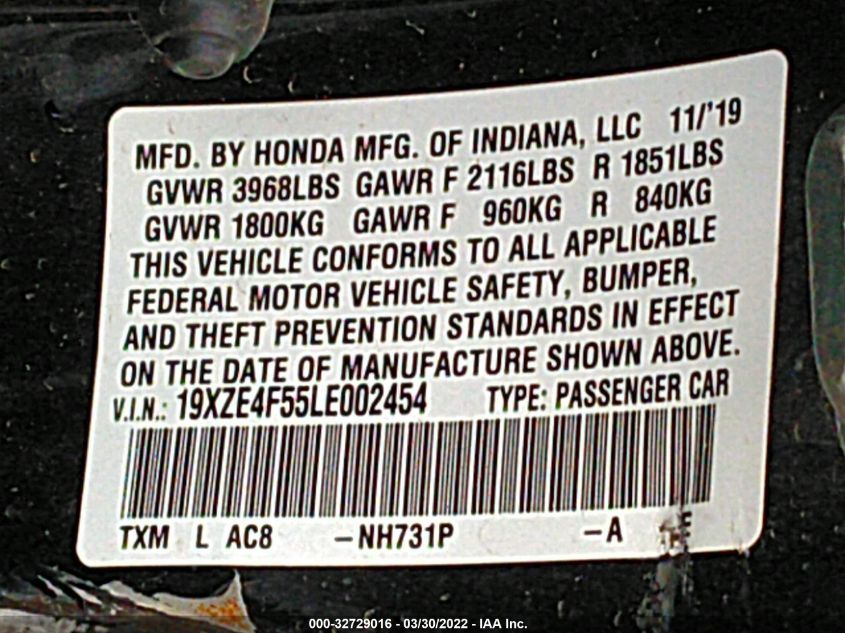 MFD. BY HONDA MFG. OF INDIANA, LLC 11/'19
GVWR 3968LBS GAWR F 2116LBS R 1851LBS
GVWR 1800KG GAWR F 960KG R 840KG
THIS VEHICLE CONFORMS TO ALL APPLICABLE
FEDERAL MOTOR VEHICLE SAFETY, BUMPER,
AND THEFT PREVENTION STANDARDS IN EFFECT
ON THE DATE OF MANUFACTURE SHOWN ABOVE.
V.I.N.: 19XZE4F55LE002454 TYPE: PASSENGER CAR
TXM L AC8 -NH731P -A
000-32729016 - 03/30/2022 - IAA Inc.